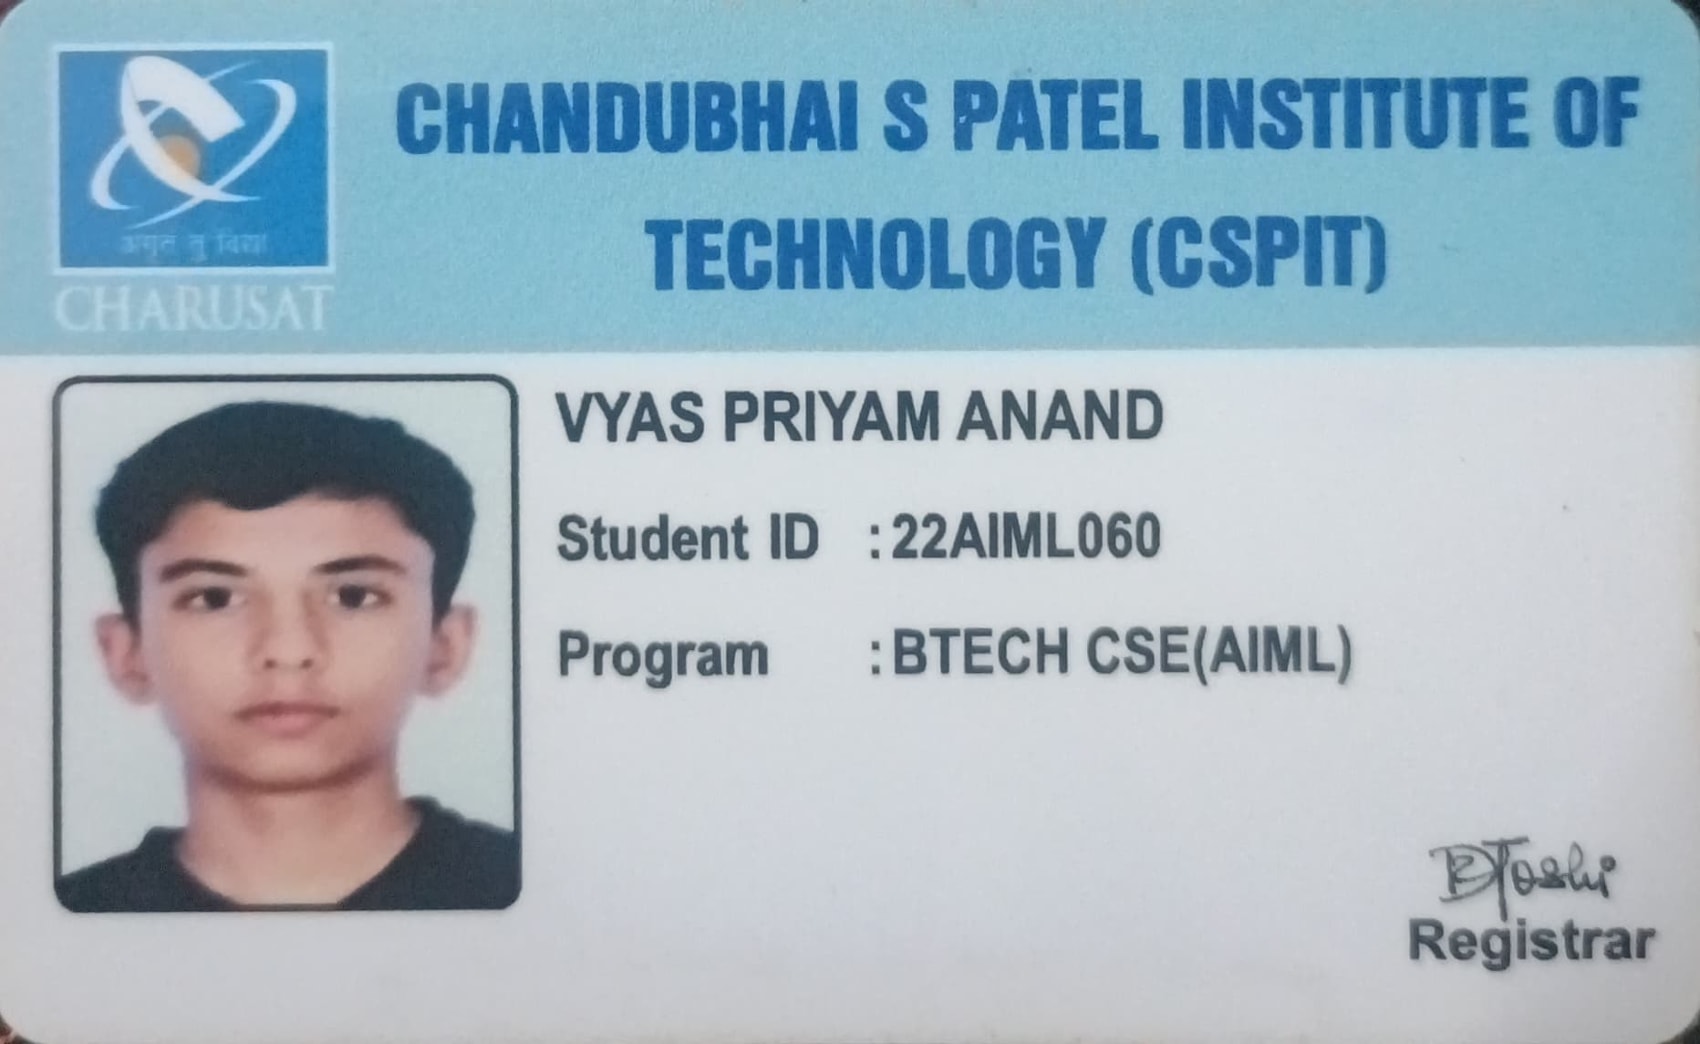 CHANDUBHAI S PATEL INSTITUTE OF
TECHNOLOGY (CSPIT)
CHARUSAT
VYAS PRIYAM ANAND
Student ID : 22AIML060
Program : BTECH CSE(AIML)
BJoshi
Registrar